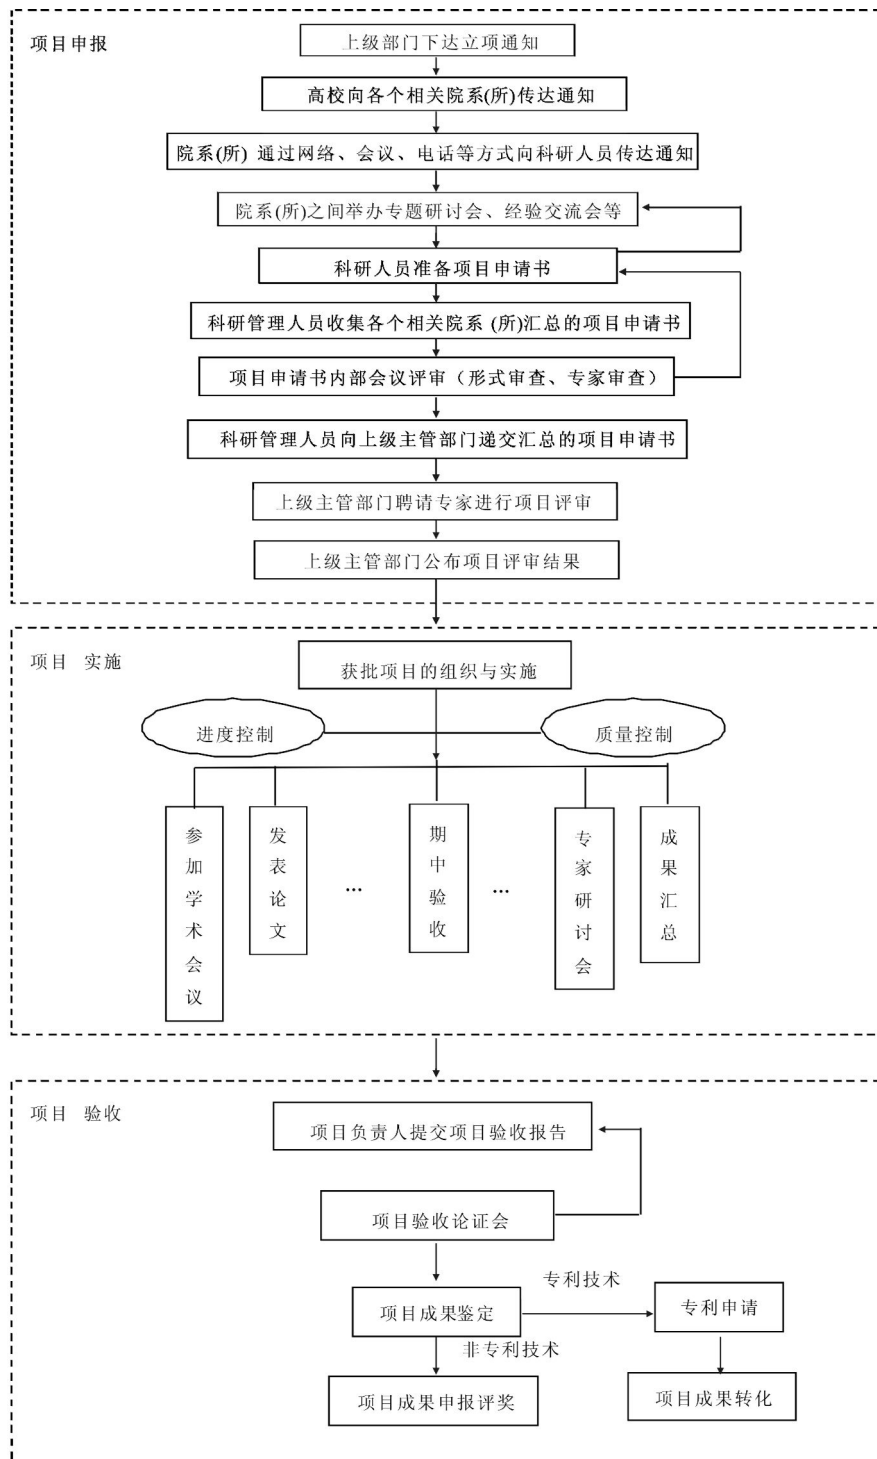 项目申报
上级部门下达立项通知
高校向各个相关院系(所)传达通知
院系(所) 通过网络、会议、电话等方式向科研人员传达通知
院系(所)之间举办专题研讨会、经验交流会等
科研人员准备项目申请书
科研管理人员收集各个相关院系 (所)汇总的项目申请书
项目申请书内部会议评审（形式审查、专家审查）
科研管理人员向上级主管部门递交汇总的项目申请书
上级主管部门聘请专家进行项目评审
上级主管部门公布项目评审结果
项目 实施
获批项目的组织与实施
进度控制
质量控制
参加学术会议
发表论文
...
期中验收
...
专家研讨会
成果汇总
项目 验收
项目负责人提交项目验收报告
项目验收论证会
专利技术
项目成果鉴定
专利申请
非专利技术
项目成果申报评奖
项目成果转化